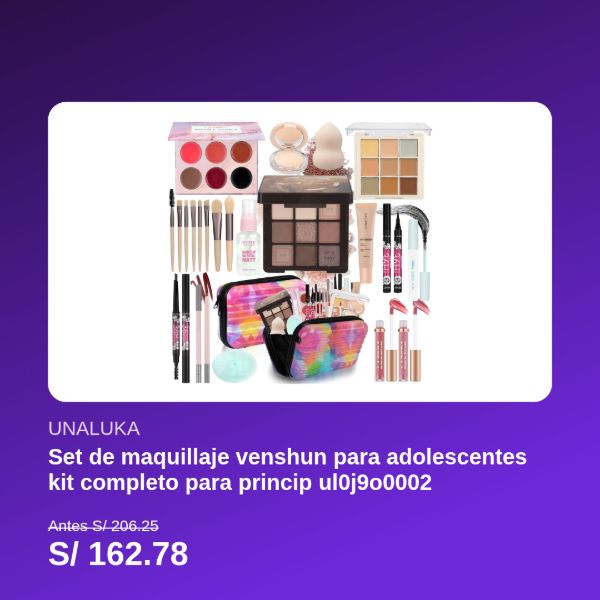 UNALUKA
Set de maquillaje venshun para adolescentes
kit completo para princip ul0j9o0002
Antes S/ 206.25
S/ 162.78